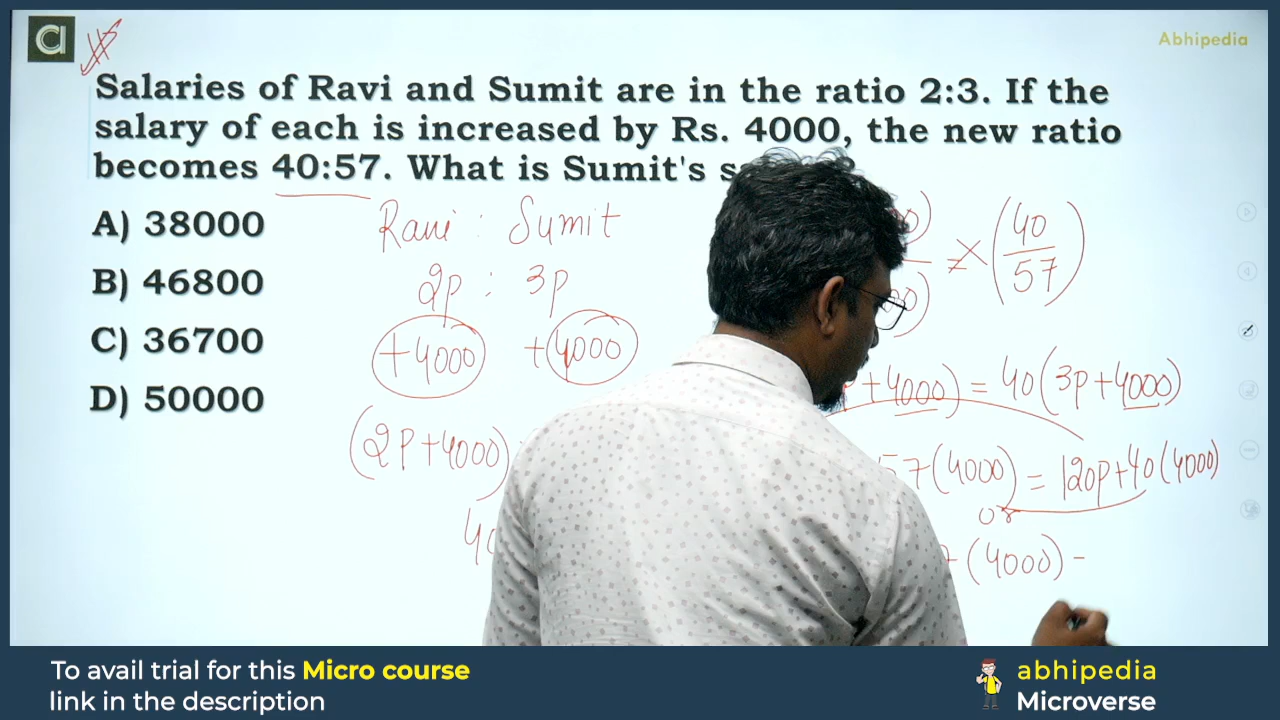 a
Abhipedia
Salaries of Ravi and Sumit are in the ratio 2:3. If the
salary of each is increased by Rs. 4000, the new ratio
becomes 40:57. What is Sumit's
A) 38000
B) 46800
C) 36700
D) 50000
Ravi : Sumit
2p : 3p
+4000 +4000
(2p+4000)
40
57
+4000) = 40(3p+4000)
57(4000) = 120p+40(4000)
or
(4000) -
To avail trial for this Micro course
link in the description
abhipedia
Microverse